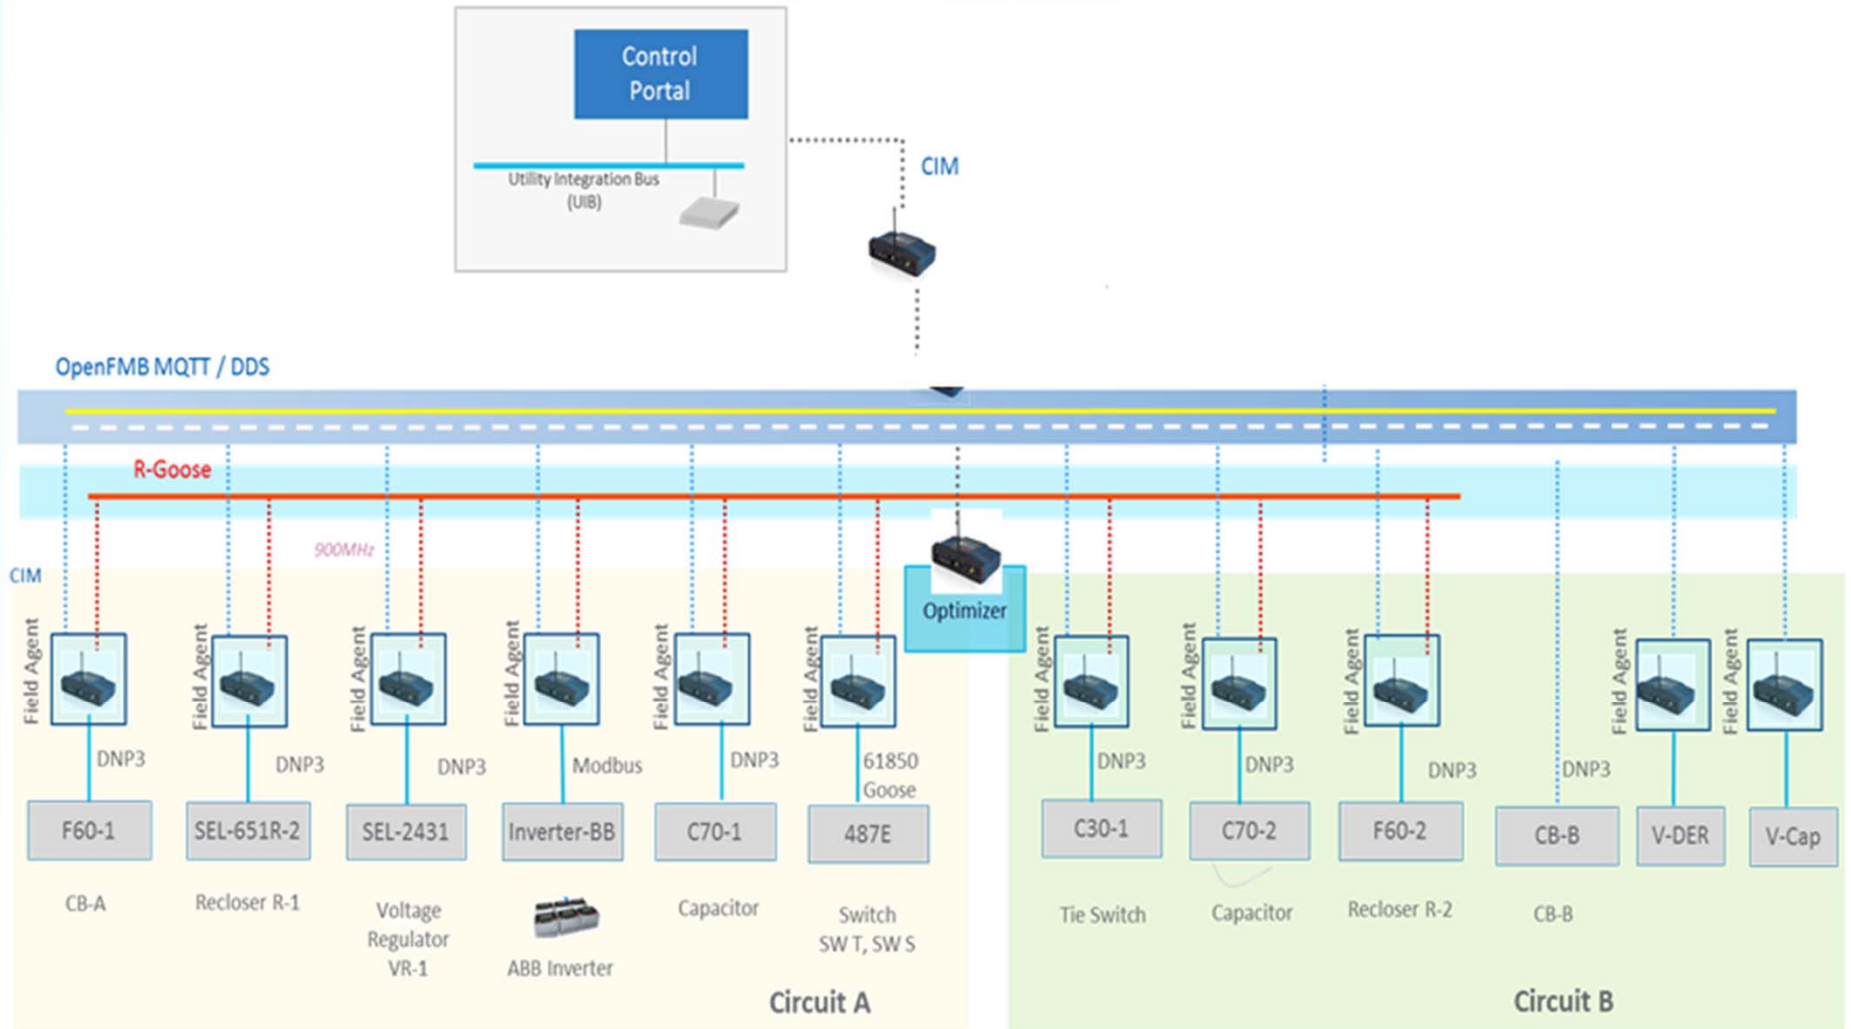 Control
Portal
Utility Integration Bus
(UIB)
CIM
OpenFMB MQTT / DDS
R-Goose
900MHz
CIM
Optimizer
Field Agent
Field Agent
Field Agent
Field Agent
Field Agent
Field Agent
Field Agent
Field Agent
Field Agent
Field Agent
Field Agent
DNP3
DNP3
DNP3
Modbus
DNP3
61850
Goose
DNP3
DNP3
DNP3
DNP3
F60-1
SEL-651R-2
SEL-2431
Inverter-BB
C70-1
487E
C30-1
C70-2
F60-2
CB-B
V-DER
V-Cap
CB-A
Recloser R-1
Voltage
Regulator
VR-1
ABB Inverter
Capacitor
Switch
SW T, SW S
Tie Switch
Capacitor
Recloser R-2
CB-B
Circuit A
Circuit B